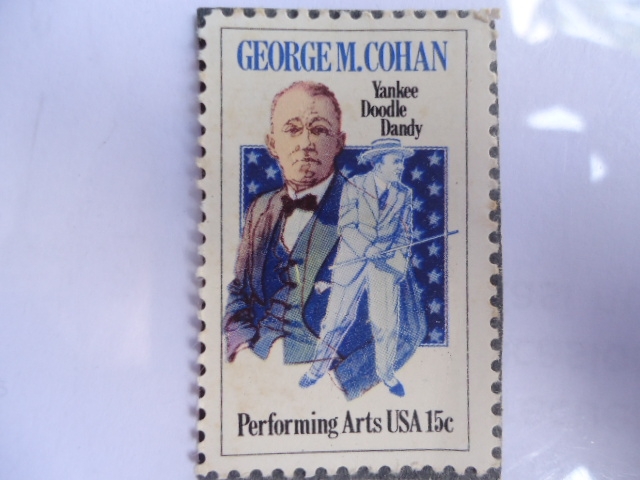 GEORGE M. COHAN
Yankee
Doodle
Dandy
Performing Arts USA 15c